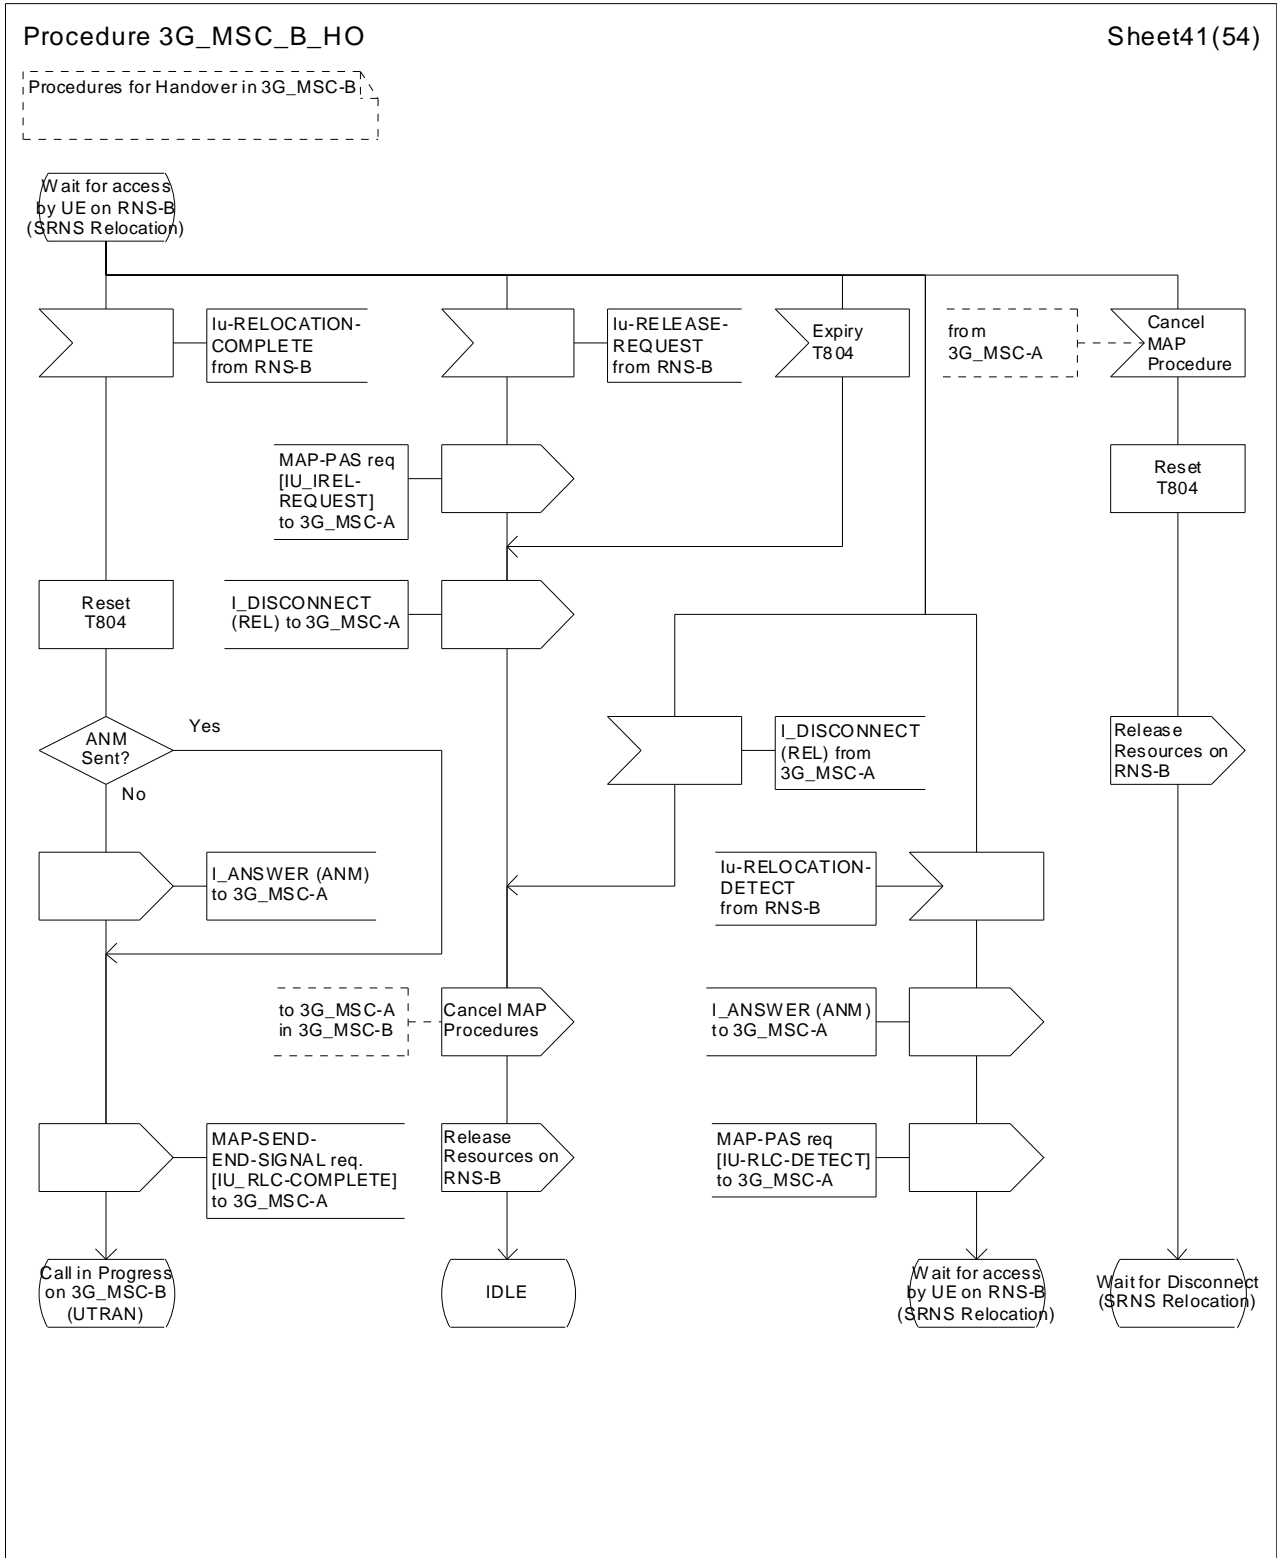 Procedure 3G_MSC_B_HO
Sheet41(54)
Procedures for Handover in 3G_MSC-B
Wait for access
by UE on RNS-B
(SRNS Relocation)
Iu-RELOCATION-
COMPLETE
from RNS-B
Iu-RELEASE-
REQUEST
from RNS-B
Expiry
T804
from
3G_MSC-A
Cancel
MAP
Procedure
MAP-PAS req
[IU_IREL-
REQUEST]
to 3G_MSC-A
Reset
T804
Reset
T804
I_DISCONNECT
(REL) to 3G_MSC-A
ANM
Sent?
Yes
No
I_DISCONNECT
(REL) from
3G_MSC-A
Release
Resources on
RNS-B
I_ANSWER (ANM)
to 3G_MSC-A
Iu-RELOCATION-
DETECT
from RNS-B
to 3G_MSC-A
in 3G_MSC-B
Cancel MAP
Procedures
I_ANSWER (ANM)
to 3G_MSC-A
MAP-SEND-
END-SIGNAL req.
[IU_RLC-COMPLETE]
to 3G_MSC-A
Release
Resources on
RNS-B
MAP-PAS req
[IU-RLC-DETECT]
to 3G_MSC-A
Call in Progress
on 3G_MSC-B
(UTRAN)
IDLE
Wait for access
by UE on RNS-B
(SRNS Relocation)
Wait for Disconnect
(SRNS Relocation)